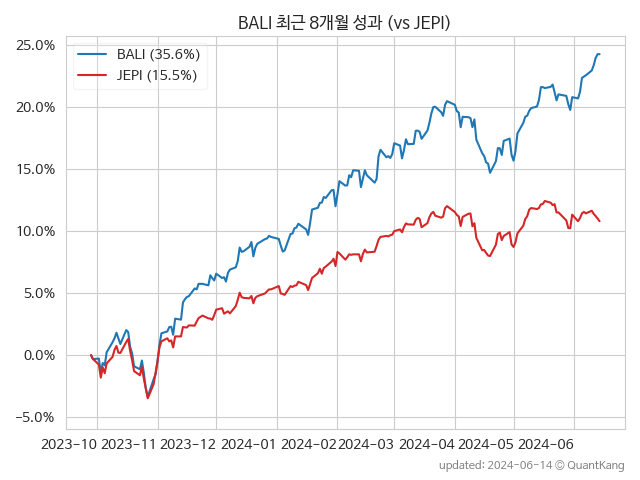 BALI 최근 8개월 성과 (vs JEPI)
BALI (35.6%)
JEPI (15.5%)
25.0%
20.0%
15.0%
10.0%
5.0%
0.0%
−5.0%
2023−10 2023−11 2023−12 2024−01 2024−02 2024−03 2024−04 2024−05 2024−06
updated: 2024-06-14 © QuantKang